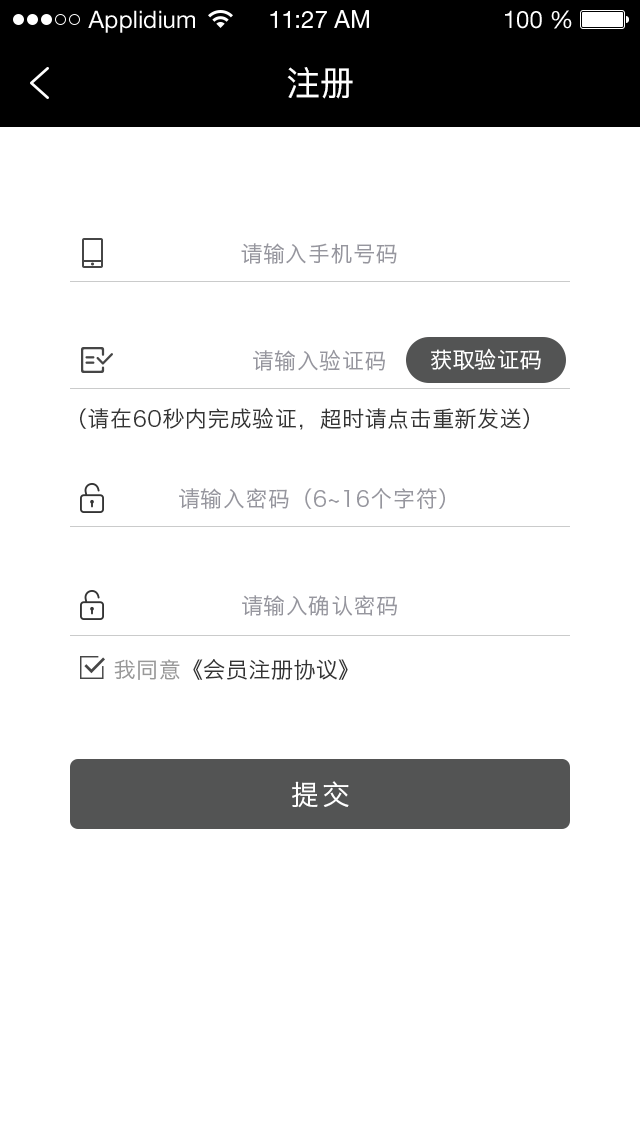 Applidium 11:27 AM 100 %
注册
请输入手机号码
请输入验证码 获取验证码
（请在60秒内完成验证，超时请点击重新发送）
请输入密码（6~16个字符）
请输入确认密码
我同意《会员注册协议》
提交